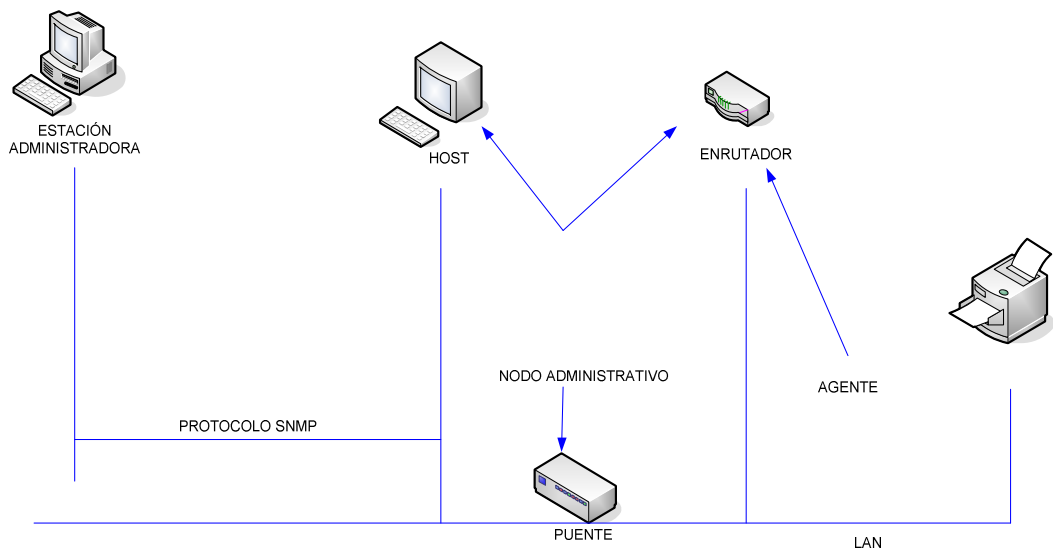 ESTACIÓN
ADMINISTRADORA
HOST
ENRUTADOR
NODO ADMINISTRATIVO
AGENTE
PROTOCOLO SNMP
PUENTE
LAN